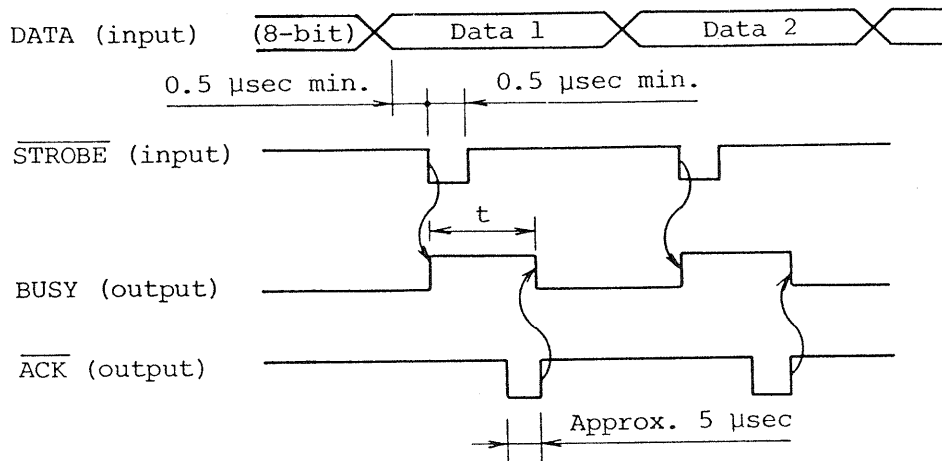 DATA (input) (8-bit) Data 1 Data 2
0.5 μsec min. 0.5 μsec min.
STROBE (input)
t
BUSY (output)
ACK (output)
Approx. 5 μsec